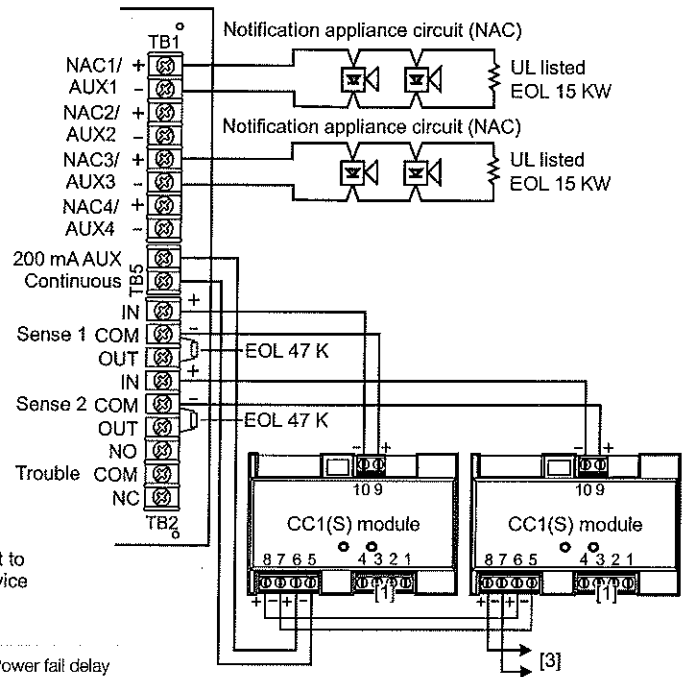 TB1
Notification appliance circuit (NAC)
NAC1/ +
AUX1 -
UL listed
EOL 15 KW
NAC2/ +
AUX2 -
Notification appliance circuit (NAC)
NAC3/ +
AUX3 -
UL listed
EOL 15 KW
NAC4/ +
AUX4 -
200 mA AUX
Continuous
TB5
IN +
Sense 1 COM -
OUT
EOL 47 K
IN +
Sense 2 COM -
OUT
EOL 47 K
NO
Trouble COM
NC
TB2
- +
10 9
CC1(S) module
8 7 6 5 4 3 2 1
[1]
+ - + -
- +
10 9
CC1(S) module
8 7 6 5 4 3 2 1
[1]
+ - + -
[3]
t to
vice
Power fail delay